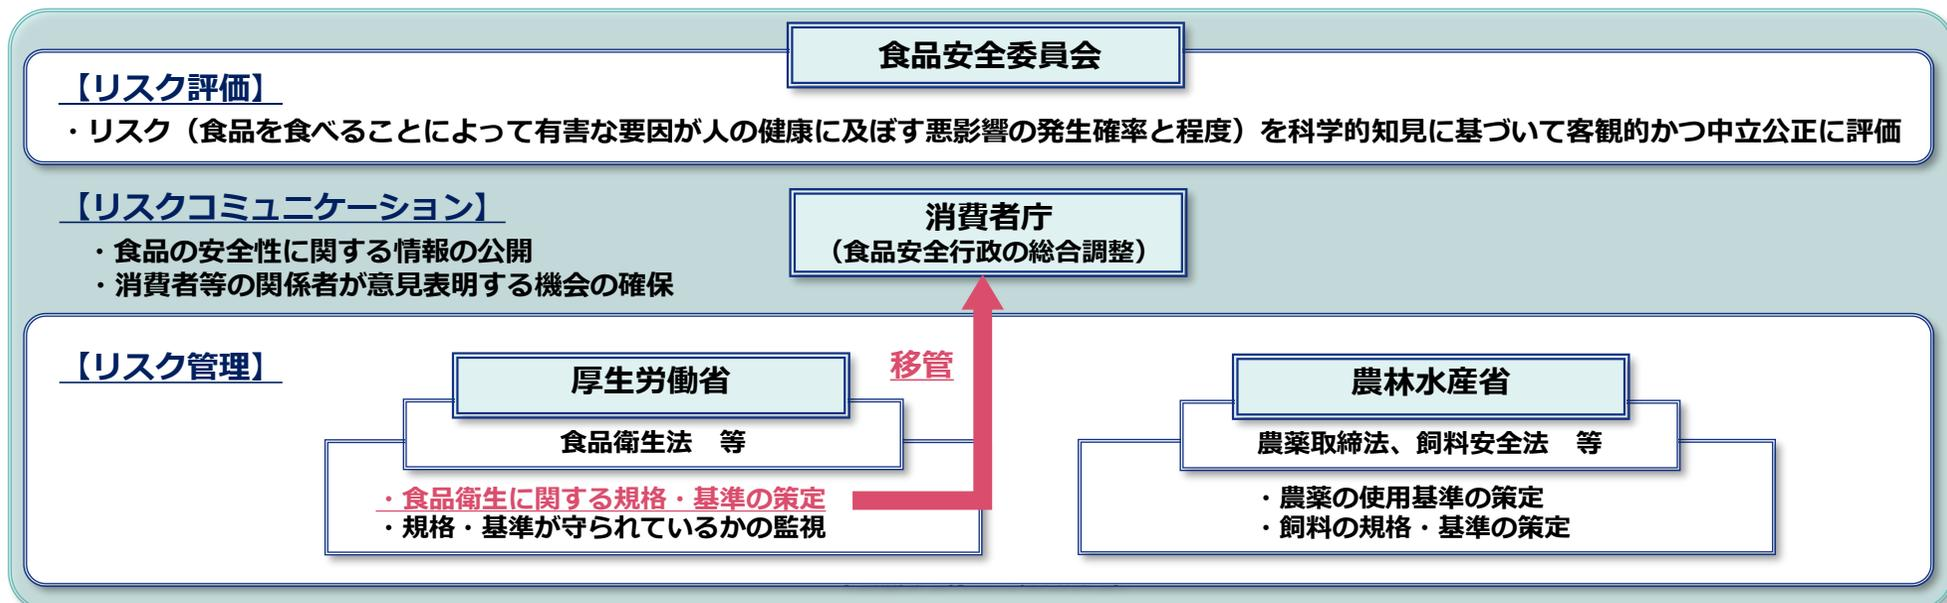 食品安全委員会
【リスク評価】
・リスク（食品を食べることによって有害な要因が人の健康に及ぼす悪影響の発生確率と程度）を科学的知見に基づいて客観的かつ中立公正に評価
【リスクコミュニケーション】
・食品の安全性に関する情報の公開
・消費者等の関係者が意見表明する機会の確保
消費者庁
（食品安全行政の総合調整）
【リスク管理】
移管
厚生労働省
食品衛生法　等
・食品衛生に関する規格・基準の策定
・規格・基準が守られているかの監視
農林水産省
農薬取締法、飼料安全法　等
・農薬の使用基準の策定
・飼料の規格・基準の策定